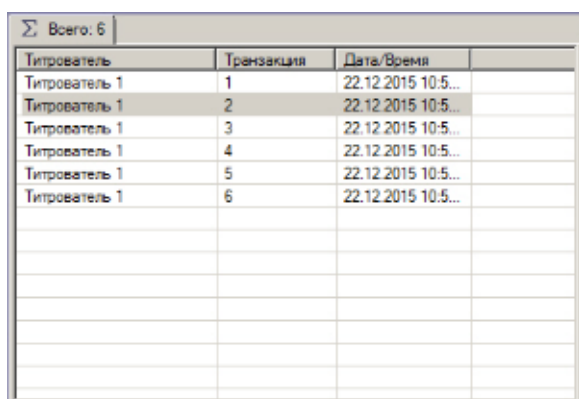 Σ Всего: 6
Титрователь Транзакция Дата/Время
Титрователь 1 1 22.12.2015 10:5...
Титрователь 1 2 22.12.2015 10:5...
Титрователь 1 3 22.12.2015 10:5...
Титрователь 1 4 22.12.2015 10:5...
Титрователь 1 5 22.12.2015 10:5...
Титрователь 1 6 22.12.2015 10:5...